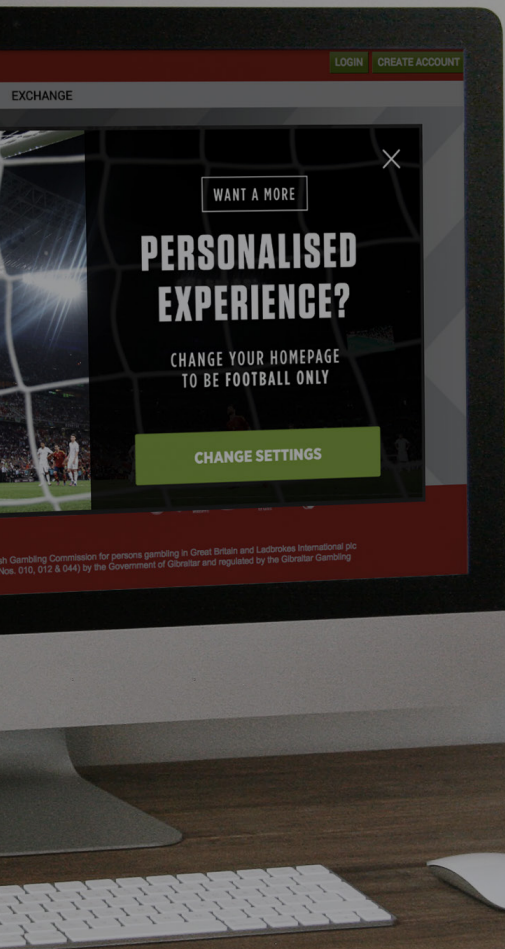 LOGIN CREATE ACCOUNT
EXCHANGE
WANT A MORE
PERSONALISED
EXPERIENCE?
CHANGE YOUR HOMEPAGE
TO BE FOOTBALL ONLY
CHANGE SETTINGS
sh Gambling Commission for persons gambling in Great Britain and Ladbrokes International plc
Nos. 010, 012 & 044) by the Government of Gibraltar and regulated by the Gibraltar Gambling